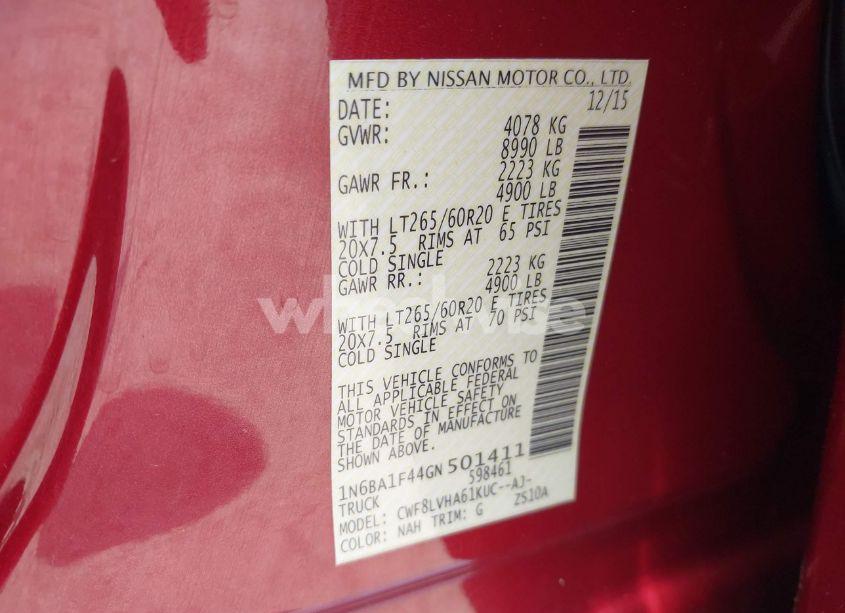 MFD BY NISSAN MOTOR CO., LTD.
DATE: 12/15
GVWR: 4078 KG
8990 LB
GAWR FR.: 2223 KG
4900 LB
WITH LT265/60R20 E TIRES
20X7.5 RIMS AT 65 PSI
COLD SINGLE
GAWR RR.: 2223 KG
4900 LB
WITH LT265/60R20 E TIRES
20X7.5 RIMS AT 70 PSI
COLD SINGLE
THIS VEHICLE CONFORMS TO
ALL APPLICABLE FEDERAL
MOTOR VEHICLE SAFETY
STANDARDS IN EFFECT ON
THE DATE OF MANUFACTURE
SHOWN ABOVE.
1N6BA1F44GN501411
TRUCK 598461
MODEL: CWF8LVHA61KUC--AJ-
COLOR: NAH TRIM: G ZS10A
wheelwise